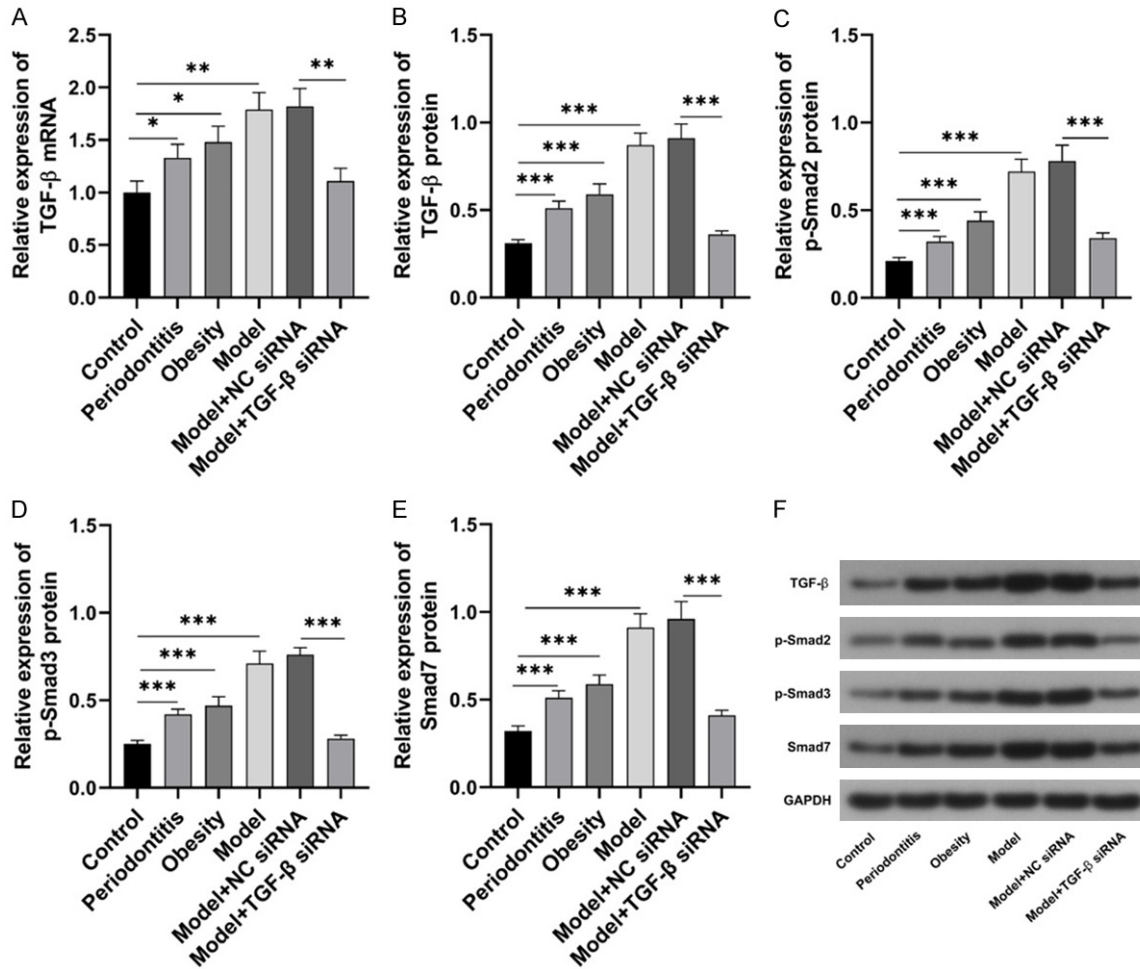 A
Relative expression of
TGF-β mRNA
2.5
2.0
1.5
1.0
1.5
0.0
**
**
*
*
Control
Periodontitis
Obesity
Model
Model+NC siRNA
Model+TGF-β siRNA
B
Relative expression of
TGF-β protein
1.5
1.0
0.5
0.0
***
***
***
***
Control
Periodontitis
Obesity
Model
Model+NC siRNA
Model+TGF-β siRNA
C
Relative expression of
p-Smad2 protein
1.5
1.0
0.5
0.0
***
***
***
***
Control
Periodontitis
Obesity
Model
Model+NC siRNA
Model+TGF-β siRNA
D
Relative expression of
p-Smad3 protein
1.5
1.0
0.5
0.0
***
***
***
***
Control
Periodontitis
Obesity
Model
Model+NC siRNA
Model+TGF-β siRNA
E
Relative expression of
Smad7 protein
1.5
1.0
0.5
0.0
***
***
***
***
Control
Periodontitis
Obesity
Model
Model+NC siRNA
Model+TGF-β siRNA
F
TGF-β
p-Smad2
p-Smad3
Smad7
GAPDH
Control
Periodontitis
Obesity
Model
Model+NC siRNA
Model+TGF-β siRNA